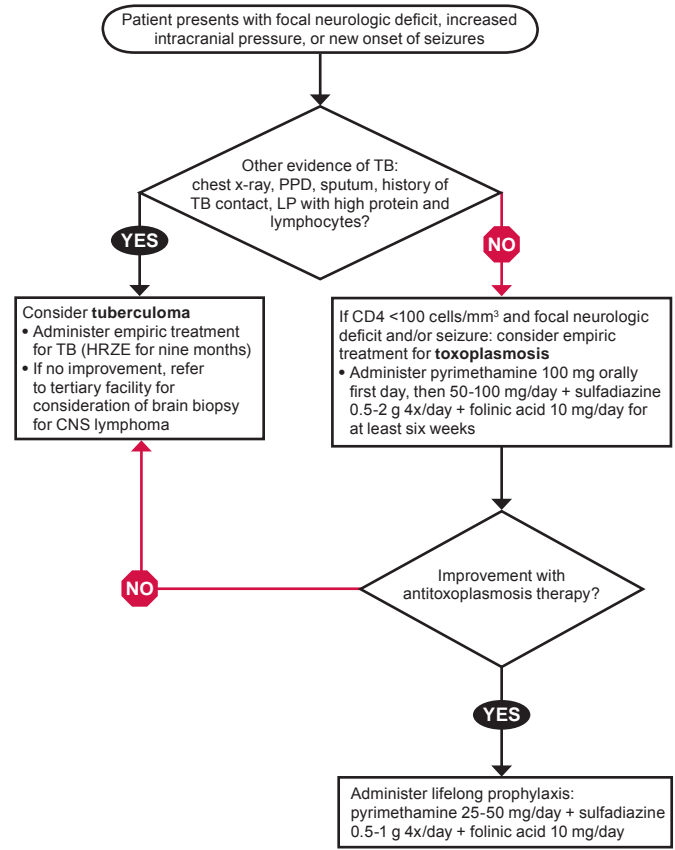 Patient presents with focal neurologic deficit, increased
intracranial pressure, or new onset of seizures
Other evidence of TB:
chest x-ray, PPD, sputum, history of
TB contact, LP with high protein and
lymphocytes?
YES
NO
Consider tuberculoma
• Administer empiric treatment
for TB (HRZE for nine months)
• If no improvement, refer
to tertiary facility for
consideration of brain biopsy
for CNS lymphoma
If CD4 <100 cells/mm³ and focal neurologic
deficit and/or seizure: consider empiric
treatment for toxoplasmosis
• Administer pyrimethamine 100 mg orally
first day, then 50-100 mg/day + sulfadiazine
0.5-2 g 4x/day + folinic acid 10 mg/day for
at least six weeks
Improvement with
antitoxoplasmosis therapy?
NO
YES
Administer lifelong prophylaxis:
pyrimethamine 25-50 mg/day + sulfadiazine
0.5-1 g 4x/day + folinic acid 10 mg/day